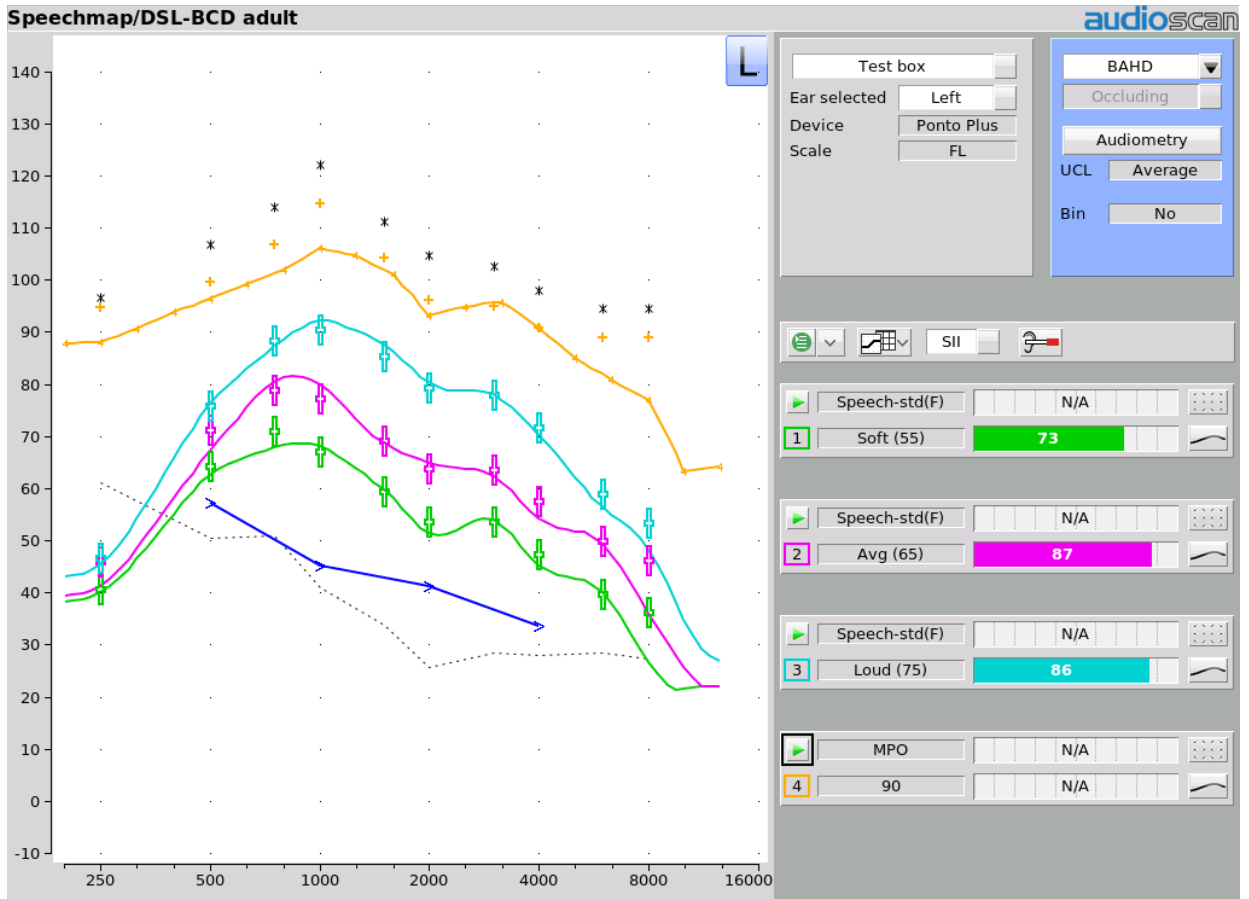 Speechmap/DSL-BCD adult
audioscan
L
140
130
120
110
100
90
80
70
60
50
40
30
20
10
0
-10
250 500 1000 2000 4000 8000 16000
Test box
Ear selected Left
Device Ponto Plus
Scale FL
BAHD
Occluding
Audiometry
UCL Average
Bin No
SII
Speech-std(F) N/A
1 Soft (55) 73
Speech-std(F) N/A
2 Avg (65) 87
Speech-std(F) N/A
3 Loud (75) 86
MPO N/A
4 90 N/A